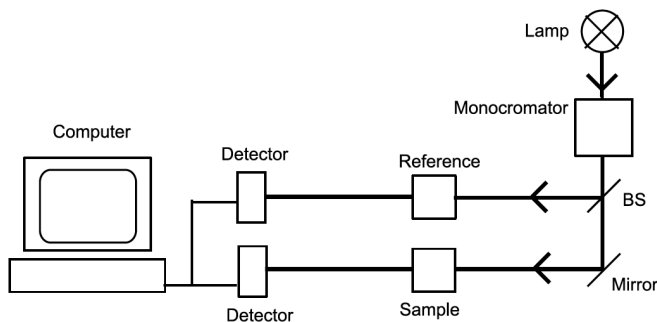 Lamp
Monocromator
Computer
Detector
Reference
BS
Mirror
Sample
Detector